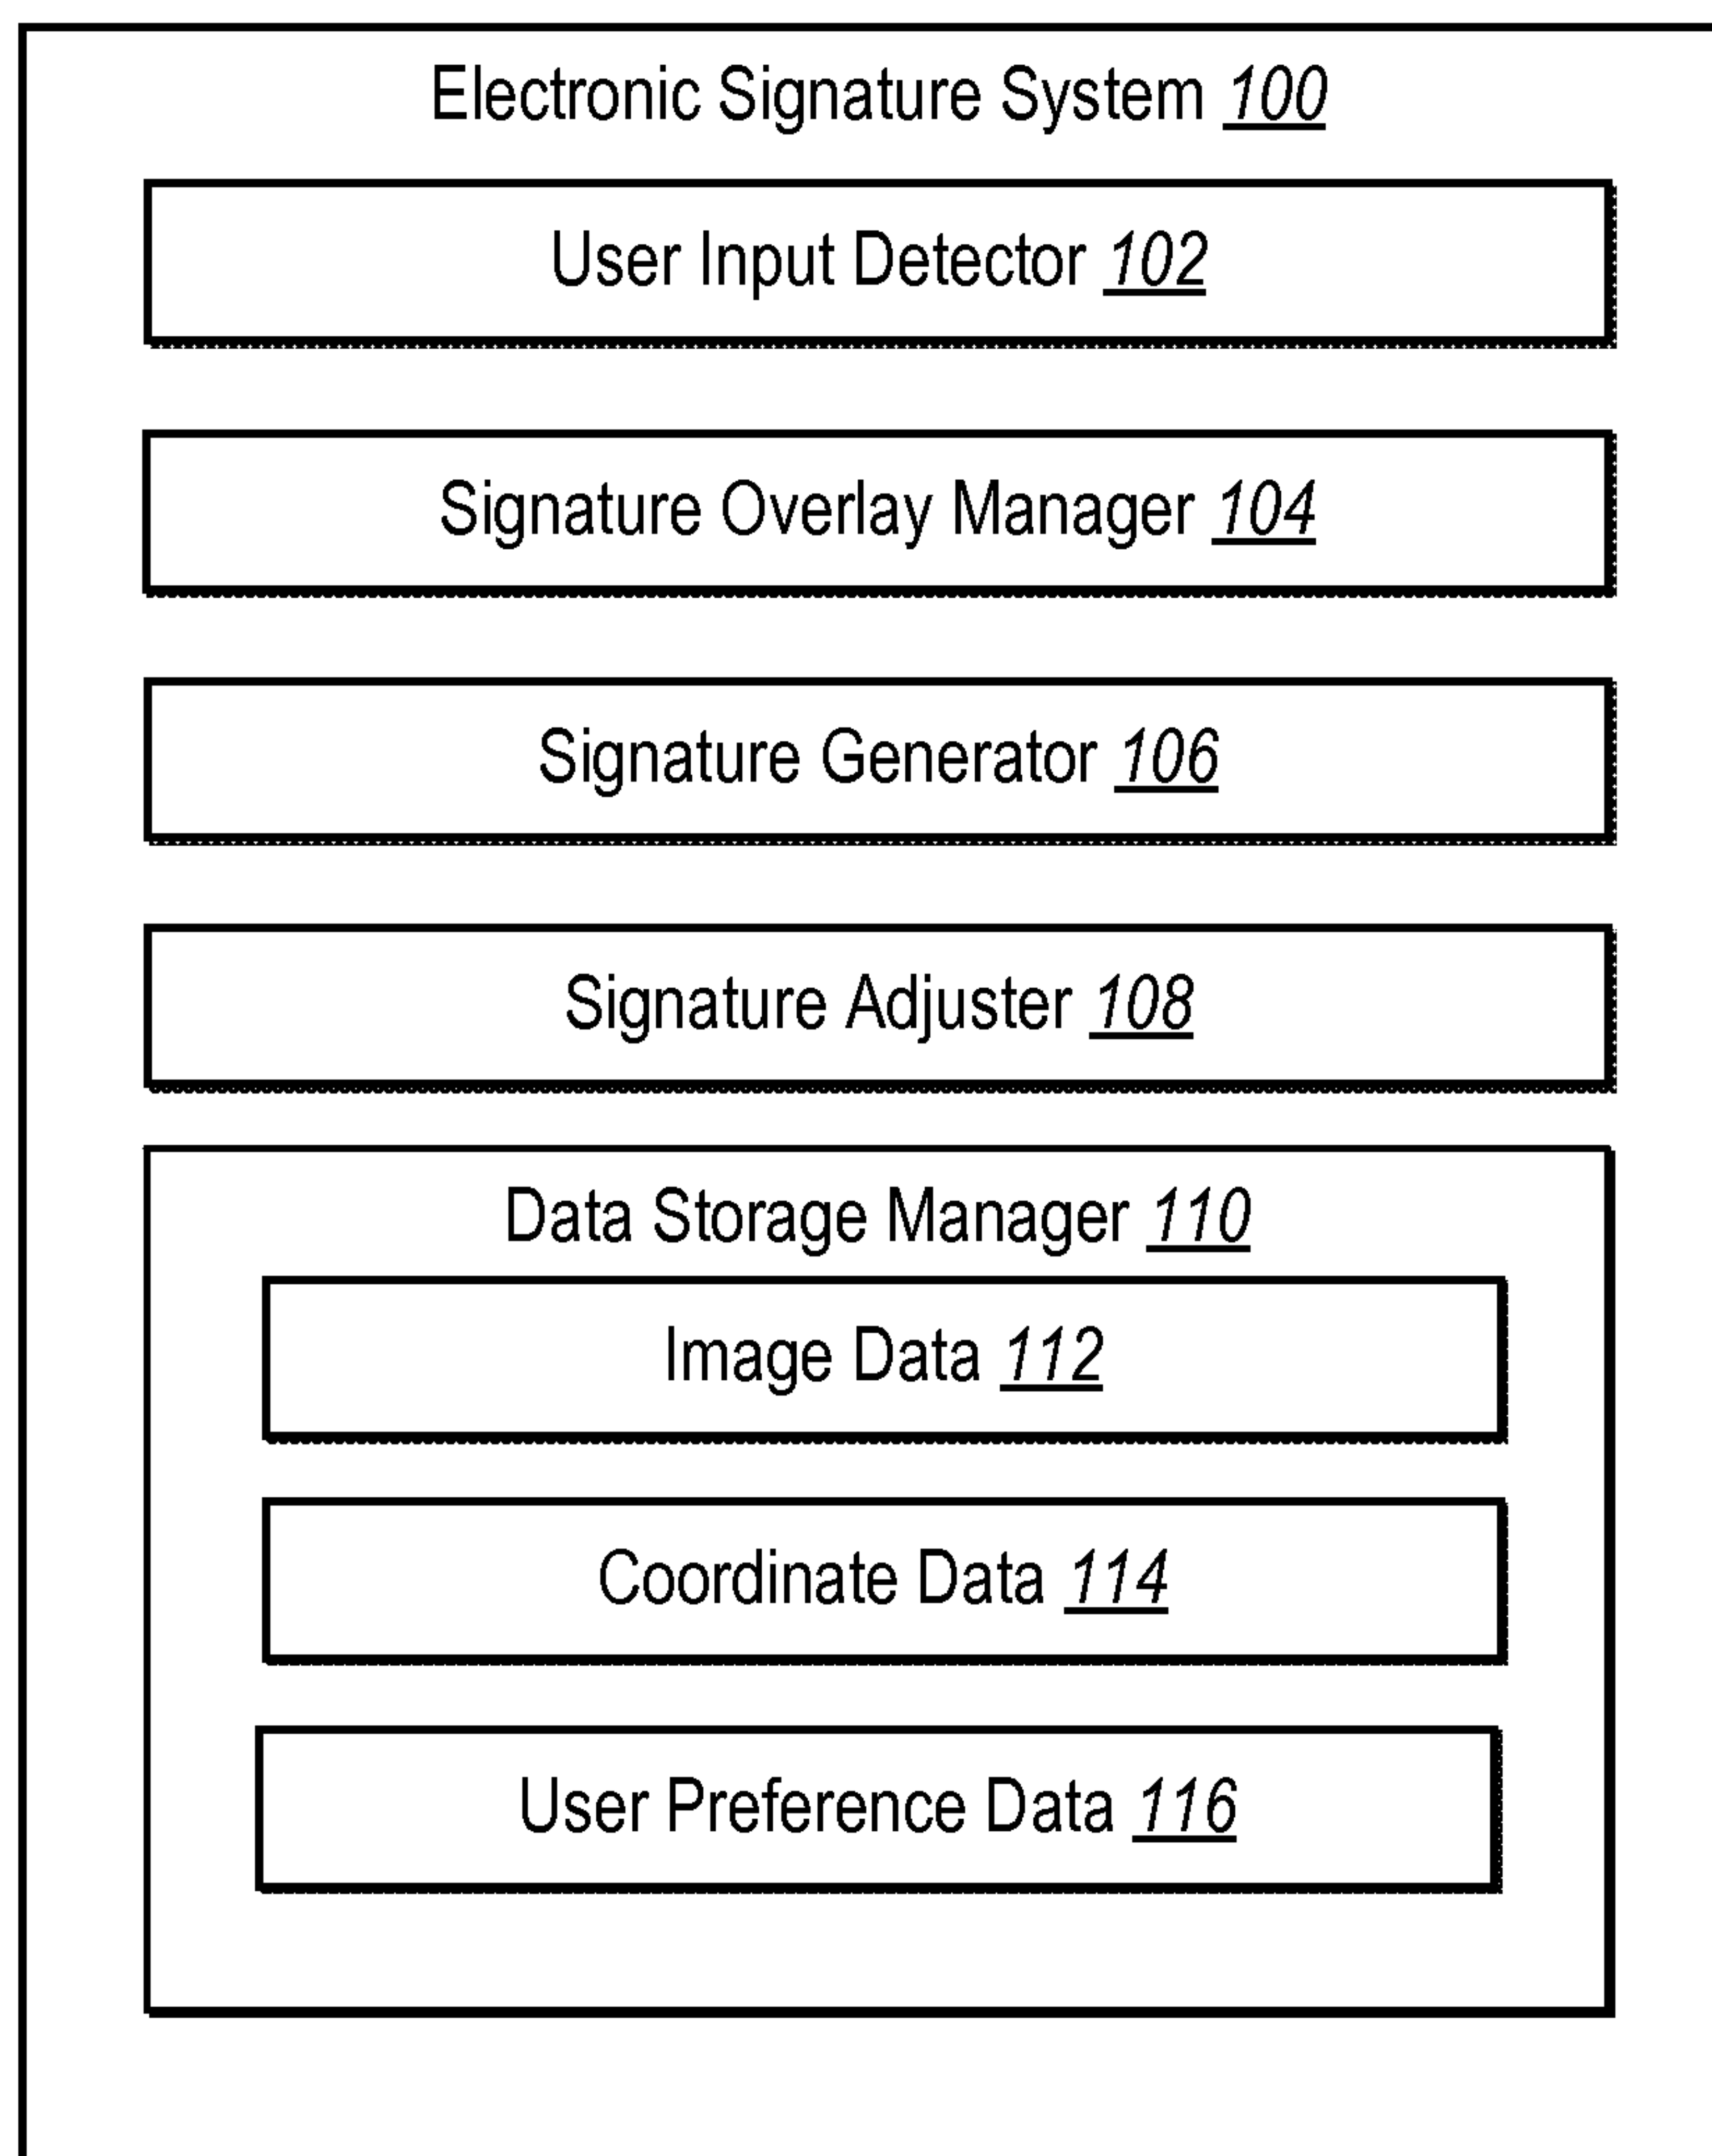 Electronic Signature System 100
User Input Detector 102
Signature Overlay Manager 104
Signature Generator 106
Signature Adjuster 108
Data Storage Manager 110
Image Data 112
Coordinate Data 114
User Preference Data 116